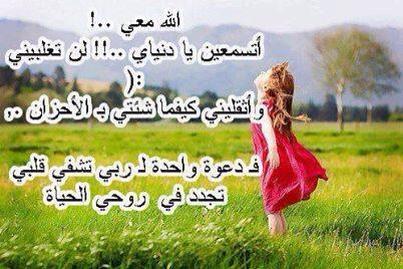 الله معي ..!
أتسمعين يا دنياي ..!! لن تغلبيني
:(
وأثقليني كيفما شئتي بـ الأحزان ..
فـ دعوة واحدة لـ ربي تشفي قلبي
تجدد في روحي الحياة